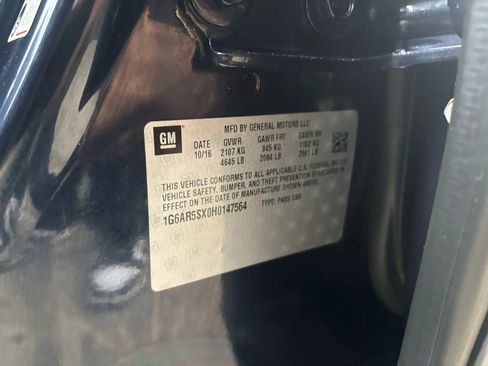 GM
MFD BY GENERAL MOTORS LLC
DATE GVWR GAWR FRT GAWR RR
10/16 2107 KG 945 KG 1162 KG
4645 LB 2084 LB 2561 LB
THIS VEHICLE CONFORMS TO ALL APPLICABLE U.S. FEDERAL MOTOR
VEHICLE SAFETY, BUMPER, AND THEFT PREVENTION STANDARDS IN
EFFECT ON THE DATE OF MANUFACTURE SHOWN ABOVE.
1G6AR5SX0H0147564 TYPE: PASS CAR